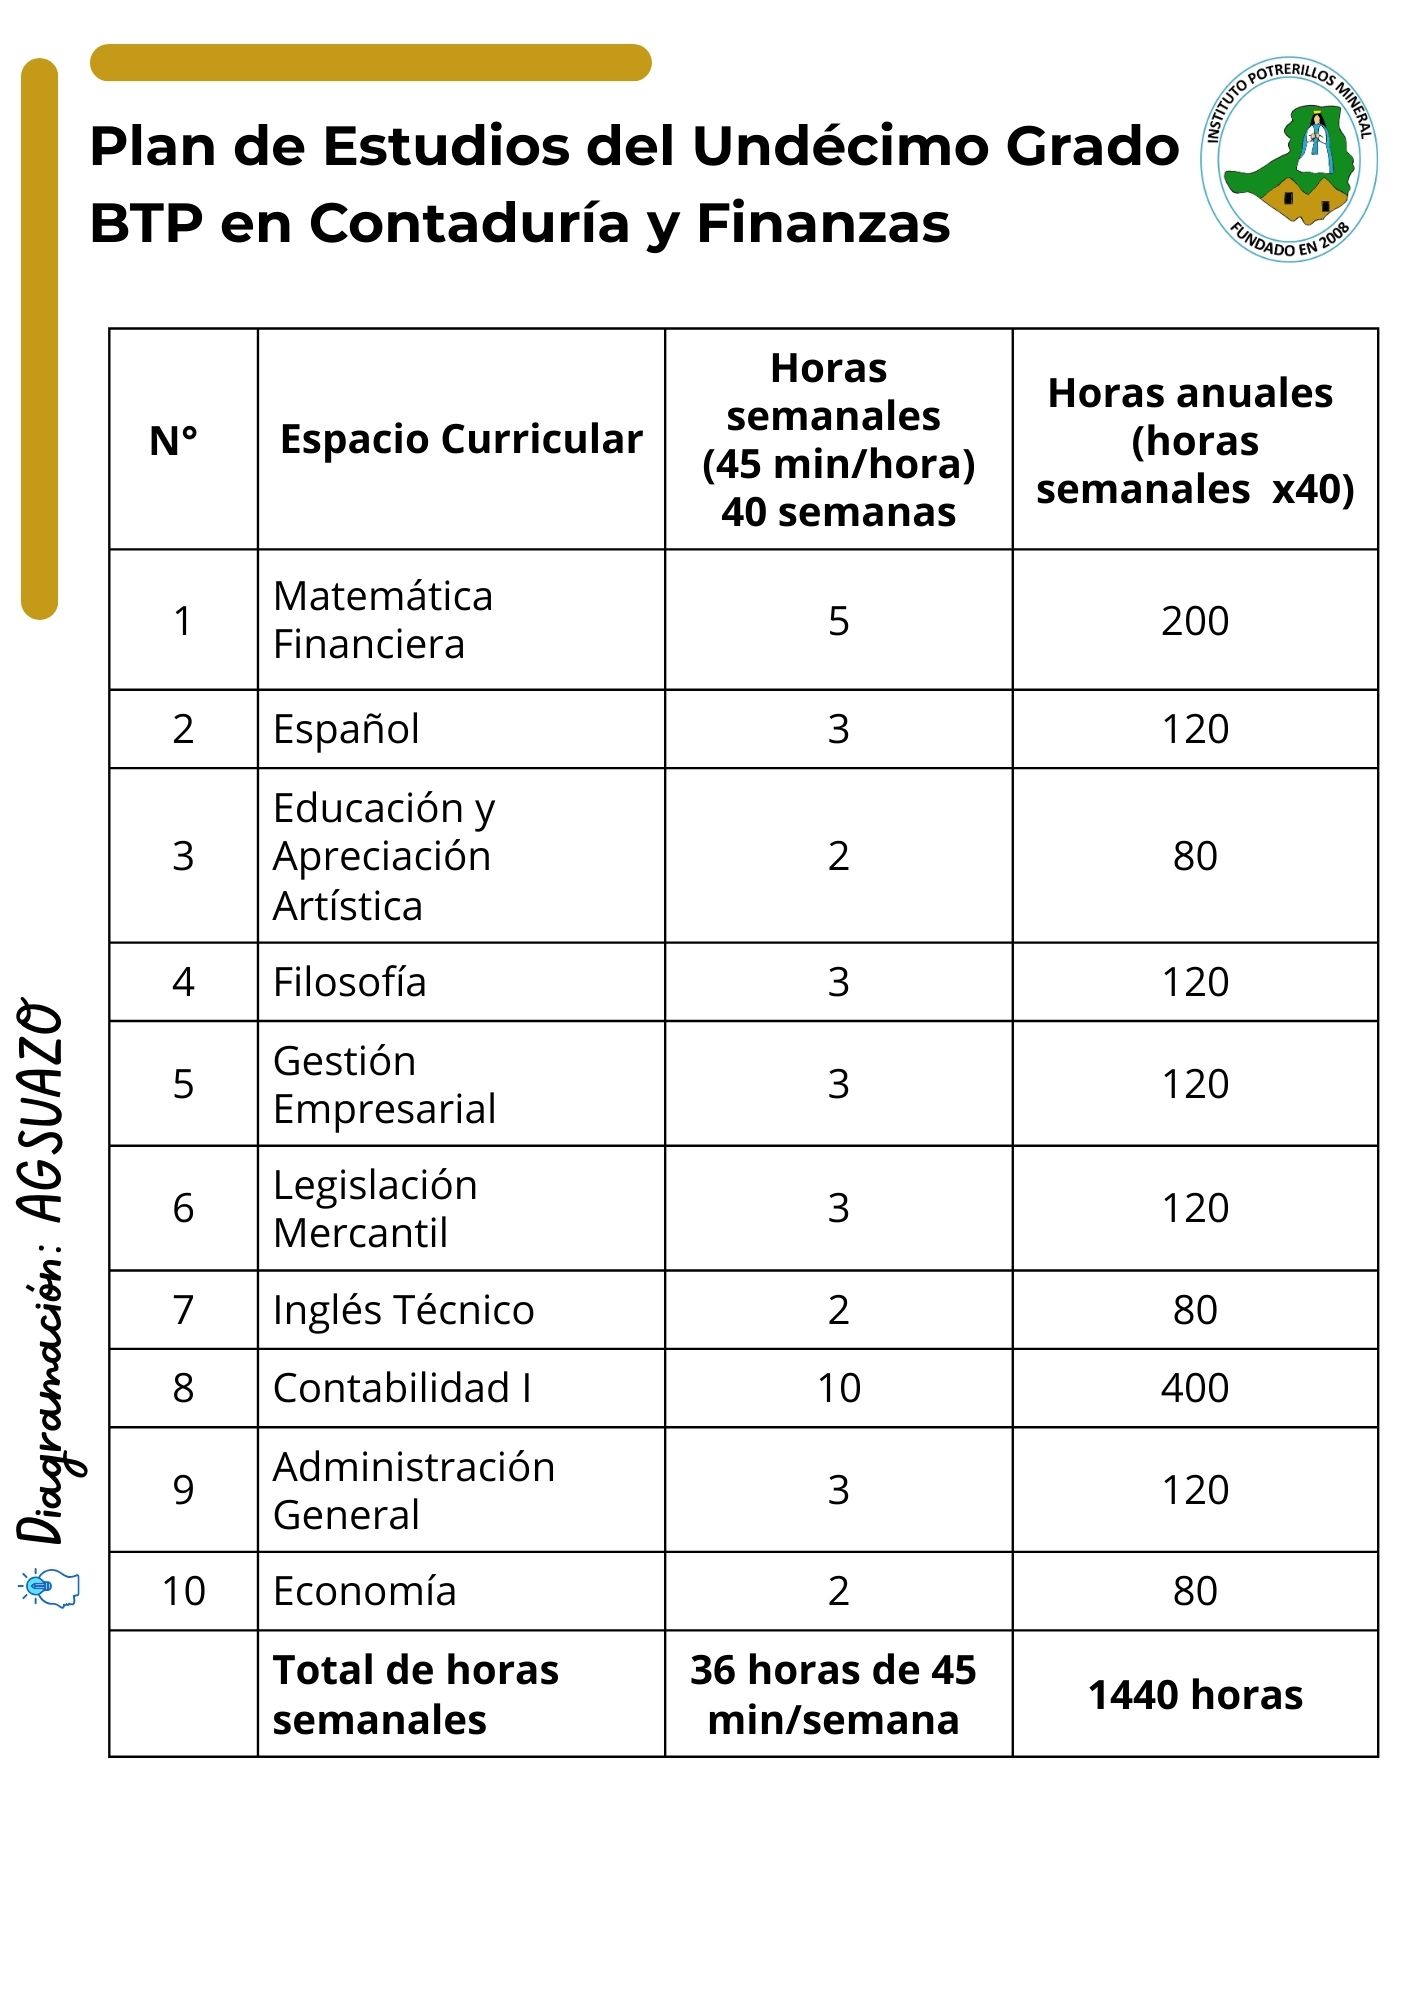 Plan de Estudios del Undécimo Grado
BTP en Contaduría y Finanzas
INSTITUTO POTRERILLOS MINERAL
FUNDADO EN 2008
N°
Espacio Curricular
Horas
semanales
(45 min/hora)
40 semanas
Horas anuales
(horas
semanales x40)
1
Matemática
Financiera
5
200
2
Español
3
120
3
Educación y
Apreciación
Artística
2
80
4
Filosofía
3
120
5
Gestión
Empresarial
3
120
6
Legislación
Mercantil
3
120
7
Inglés Técnico
2
80
8
Contabilidad I
10
400
9
Administración
General
3
120
10
Economía
2
80
Total de horas
semanales
36 horas de 45
min/semana
1440 horas
Diagramación: AGSUAZO